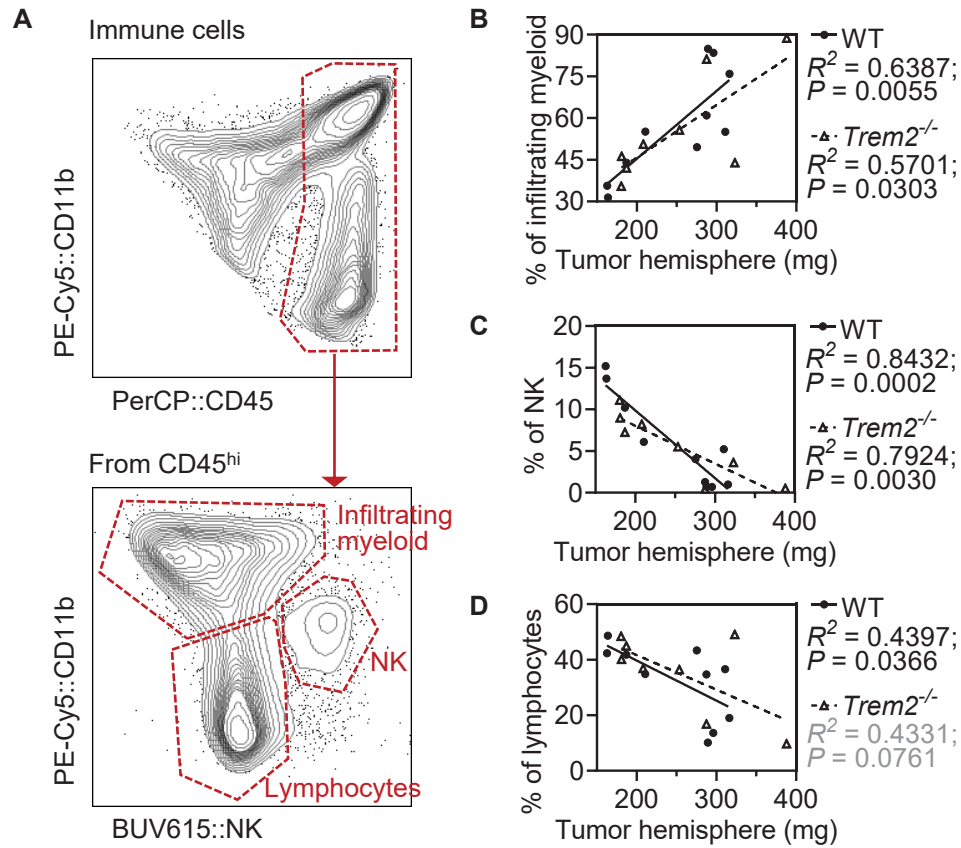 A
Immune cells
PE-Cy5::CD11b
PerCP::CD45
From CD45hi
Infiltrating
myeloid
NK
Lymphocytes
PE-Cy5::CD11b
BUV615::NK
B
% of infiltrating myeloid
90
75
60
45
30
200 300 400
Tumor hemisphere (mg)
WT
R2 = 0.6387;
P = 0.0055
Trem2-/-
R2 = 0.5701;
P = 0.0303
C
% of NK
20
15
10
5
0
200 300 400
Tumor hemisphere (mg)
WT
R2 = 0.8432;
P = 0.0002
Trem2-/-
R2 = 0.7924;
P = 0.0030
D
% of lymphocytes
60
40
20
0
200 300 400
Tumor hemisphere (mg)
WT
R2 = 0.4397;
P = 0.0366
Trem2-/-
R2 = 0.4331;
P = 0.0761